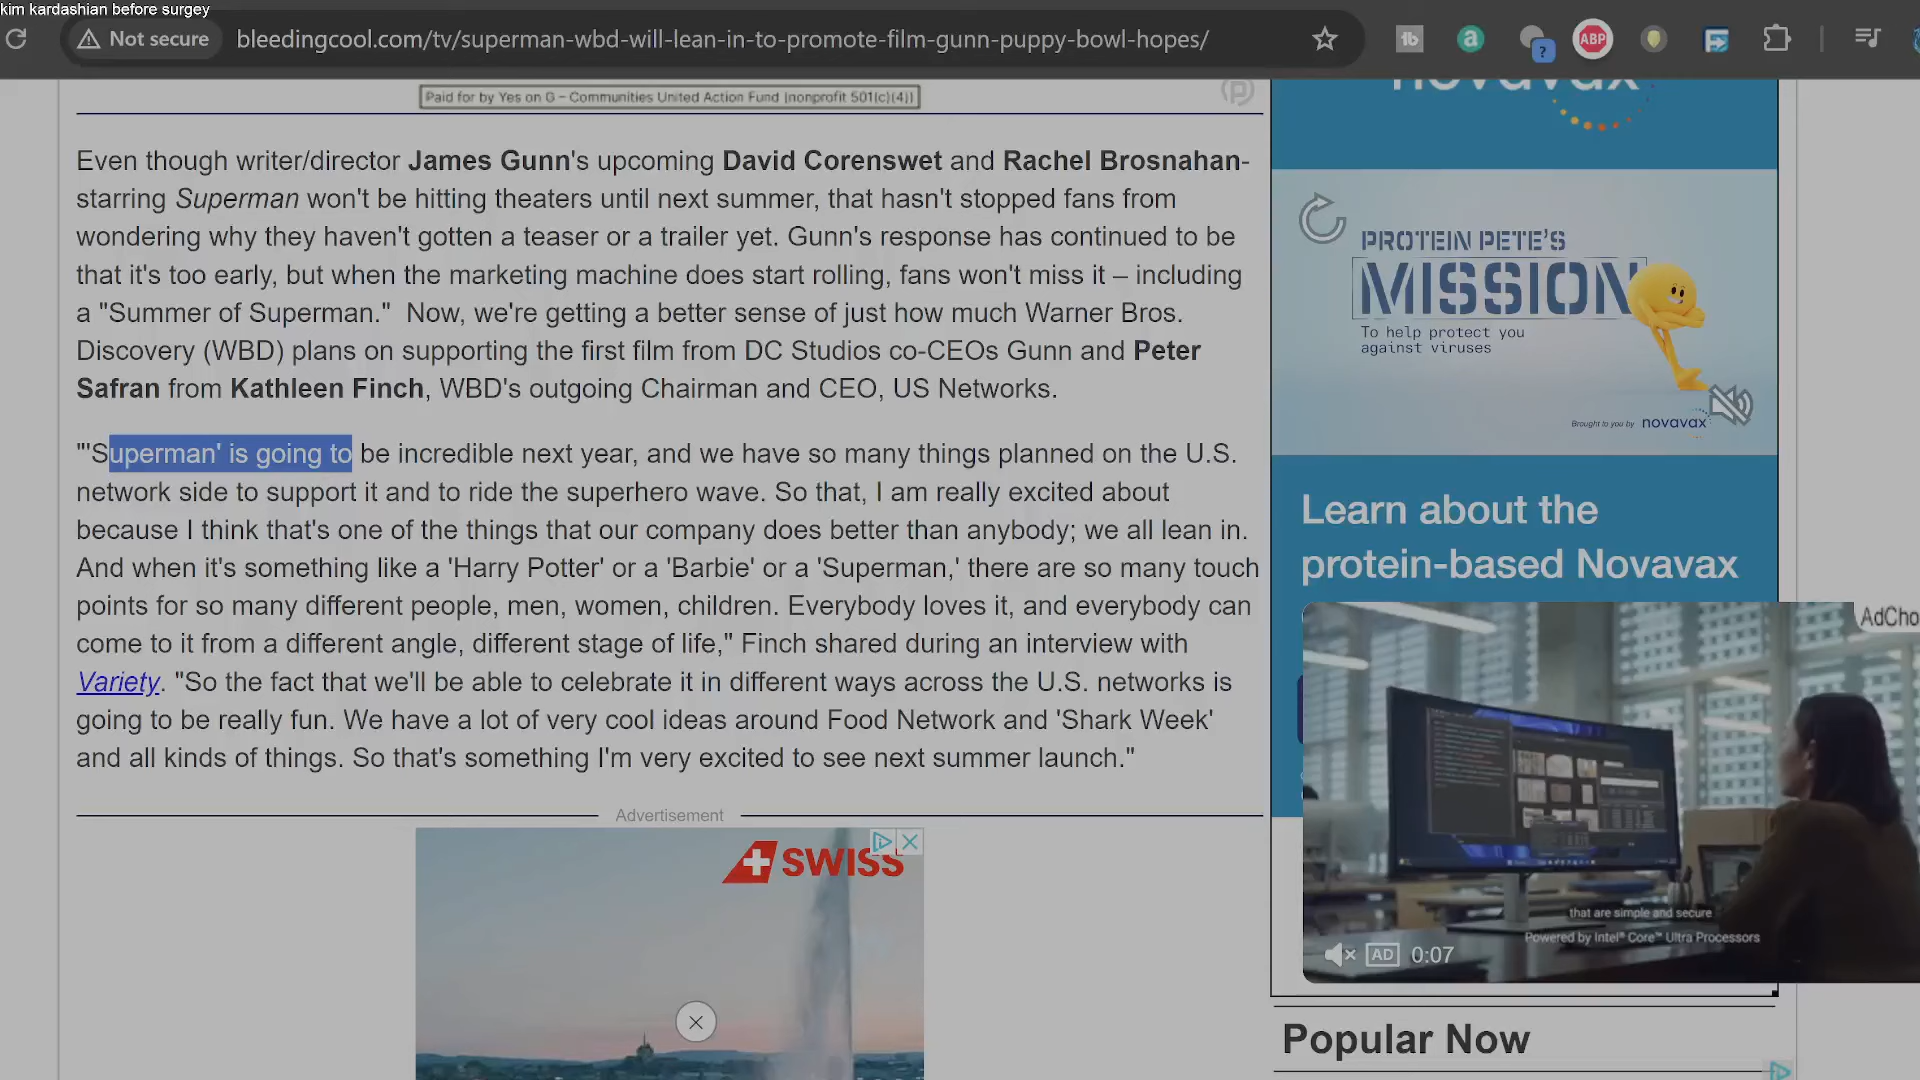 kim kardashian before surgey
Not secure
bleedingcool.com/tv/superman-wbd-will-lean-in-to-promote-film-gunn-puppy-bowl-hopes/
Paid for by Yes on G – Communities United Action Fund (nonprofit 501(c)(4))
Even though writer/director James Gunn's upcoming David Corenswet and Rachel Brosnahan-
starring Superman won't be hitting theaters until next summer, that hasn't stopped fans from
wondering why they haven't gotten a teaser or a trailer yet. Gunn's response has continued to be
that it's too early, but when the marketing machine does start rolling, fans won't miss it – including
a "Summer of Superman."  Now, we're getting a better sense of just how much Warner Bros.
Discovery (WBD) plans on supporting the first film from DC Studios co-CEOs Gunn and Peter
Safran from Kathleen Finch, WBD's outgoing Chairman and CEO, US Networks.
"'Superman' is going to be incredible next year, and we have so many things planned on the U.S.
network side to support it and to ride the superhero wave. So that, I am really excited about
because I think that's one of the things that our company does better than anybody; we all lean in.
And when it's something like a 'Harry Potter' or a 'Barbie' or a 'Superman,' there are so many touch
points for so many different people, men, women, children. Everybody loves it, and everybody can
come to it from a different angle, different stage of life," Finch shared during an interview with
Variety. "So the fact that we'll be able to celebrate it in different ways across the U.S. networks is
going to be really fun. We have a lot of very cool ideas around Food Network and 'Shark Week'
and all kinds of things. So that's something I'm very excited to see next summer launch."
Advertisement
SWISS
ABP
novavax
PROTEIN PETE'S
MISSION
To help protect you
against viruses
Brought to you by novavax
Learn about the
protein-based Novavax
AdCho
that are simple and secure
Powered by Intel® Core™ Ultra Processors
AD 0:07
Popular Now